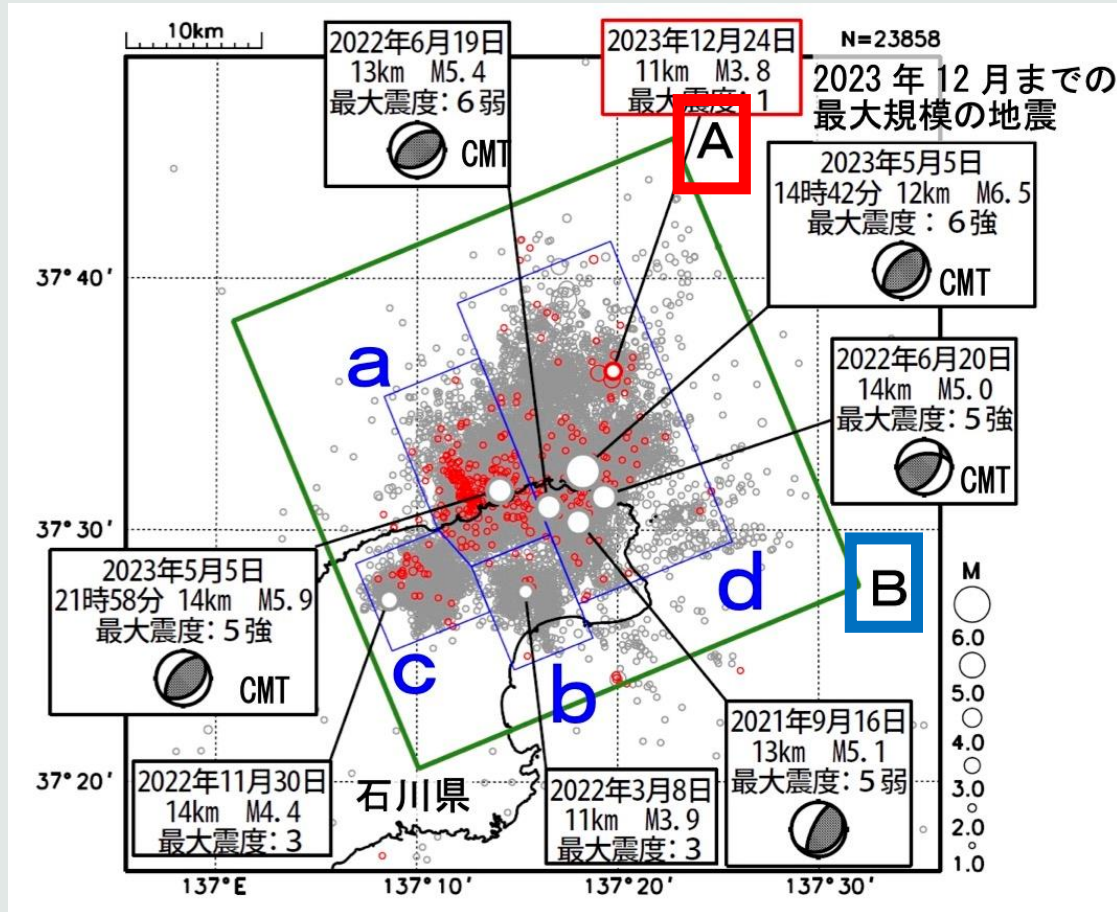 10km
N=23858
2022年6月19日
13km M5.4
最大震度:6弱
CMT
2023年12月24日
11km M3.8
最大震度:1
2023年12月までの
最大規模の地震
A
2023年5月5日
14時42分 12km M6.5
最大震度:6強
CMT
37°40′
a
2022年6月20日
14km M5.0
最大震度:5強
37°30′
2023年5月5日
21時58分 14km M5.9
最大震度:5強
CMT
d
B
c
b
M
6.0
5.0
4.0
3.0
2.0
1.0
2021年9月16日
13km M5.1
最大震度:5弱
37°20′
2022年11月30日
14km M4.4
最大震度:3
石川県
2022年3月8日
11km M3.9
最大震度:3
137°E
137°10′
137°20′
137°30′